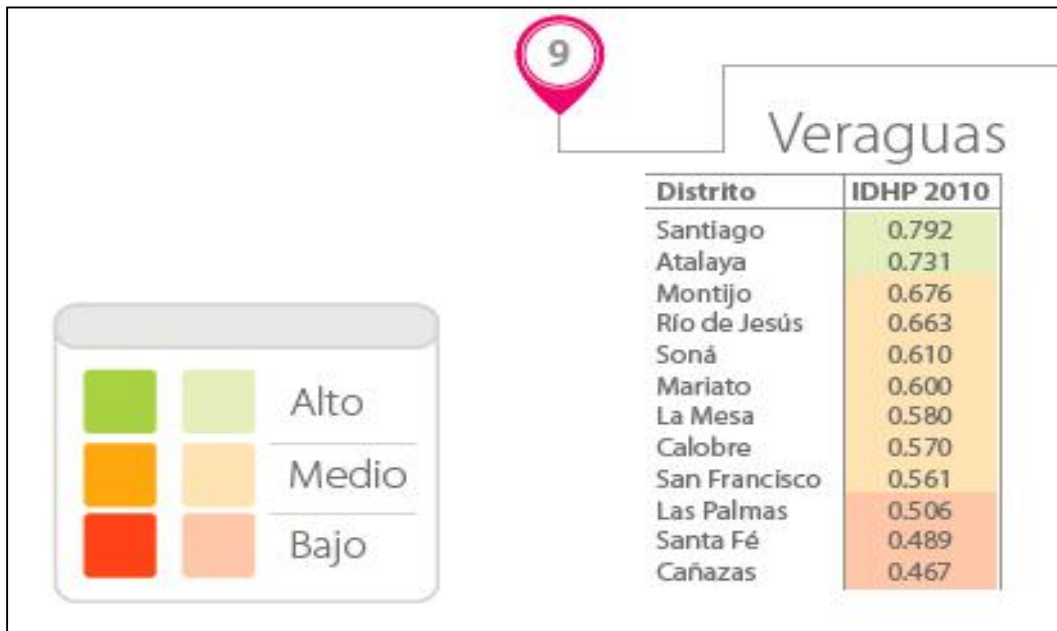 9
Veraguas
Distrito IDHP 2010
Santiago 0.792
Atalaya 0.731
Montijo 0.676
Río de Jesús 0.663
Soná 0.610
Mariato 0.600
La Mesa 0.580
Calobre 0.570
San Francisco 0.561
Las Palmas 0.506
Santa Fé 0.489
Cañazas 0.467
Alto
Medio
Bajo